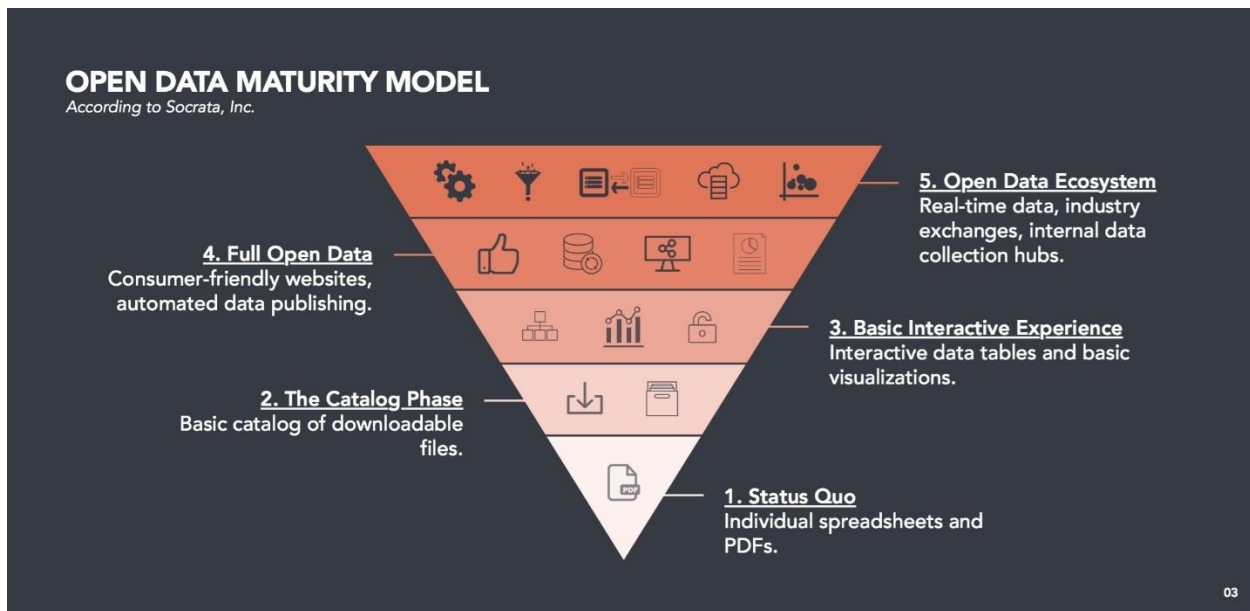 OPEN DATA MATURITY MODEL
According to Socrata, Inc.
5. Open Data Ecosystem
Real-time data, industry
exchanges, internal data
collection hubs.
4. Full Open Data
Consumer-friendly websites,
automated data publishing.
3. Basic Interactive Experience
Interactive data tables and basic
visualizations.
2. The Catalog Phase
Basic catalog of downloadable
files.
PDF
1. Status Quo
Individual spreadsheets and
PDFs.
03